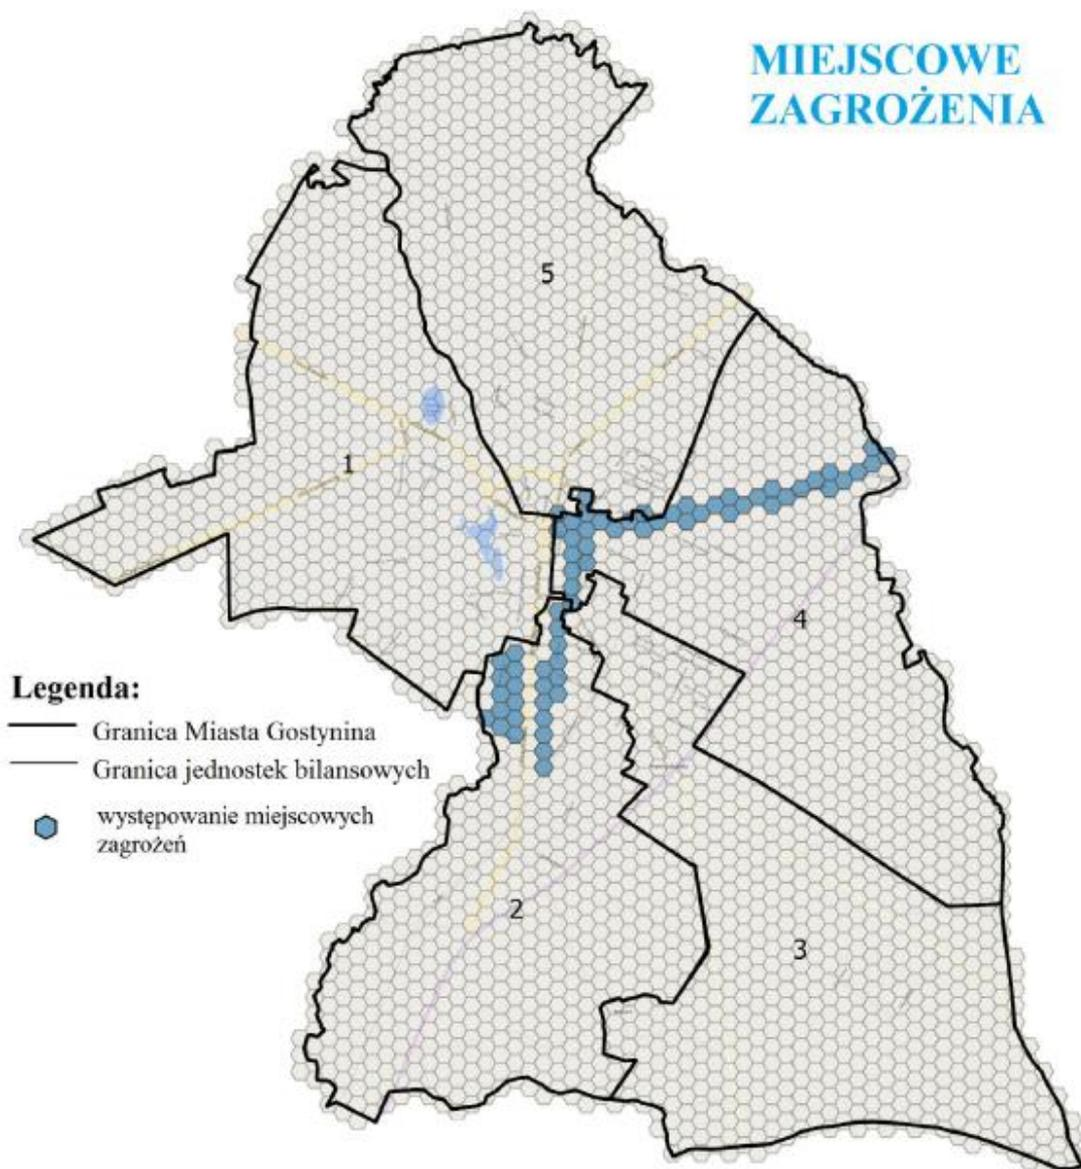 MIEJSCOWE
ZAGROŻENIA
5
1
4
Legenda:
Granica Miasta Gostynina
Granica jednostek bilansowych
występowanie miejscowych
zagrożeń
2
3